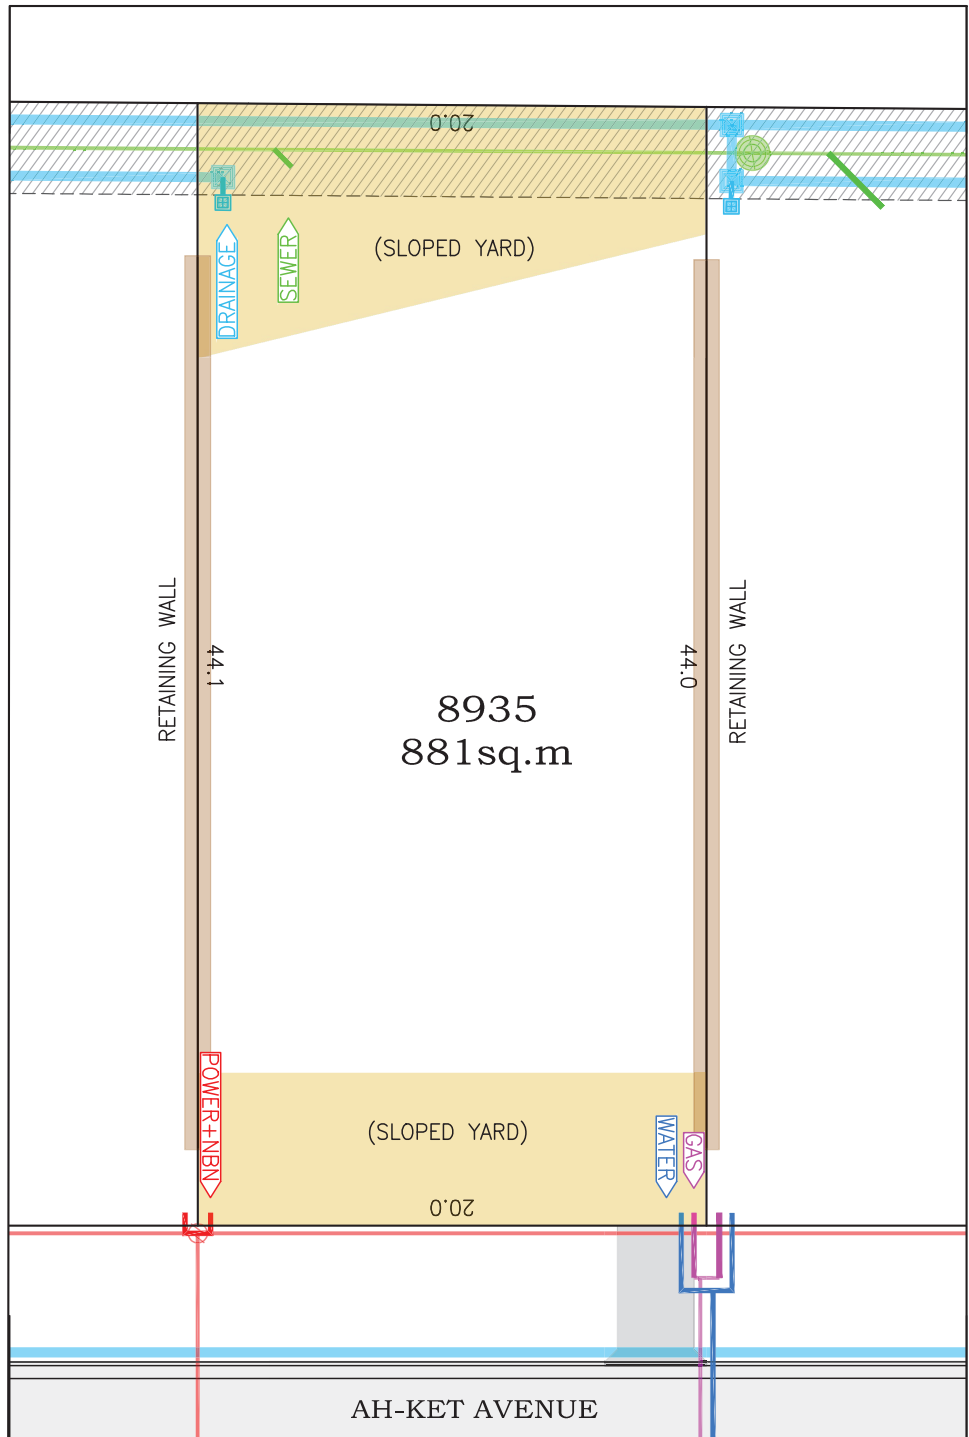 20.0
(SLOPED YARD)
DRAINAGE
SEWER
RETAINING WALL
44.1
44.0
RETAINING WALL
8935
881sq.m
POWER+NBN
(SLOPED YARD)
WATER
GAS
20.0
AH-KET AVENUE